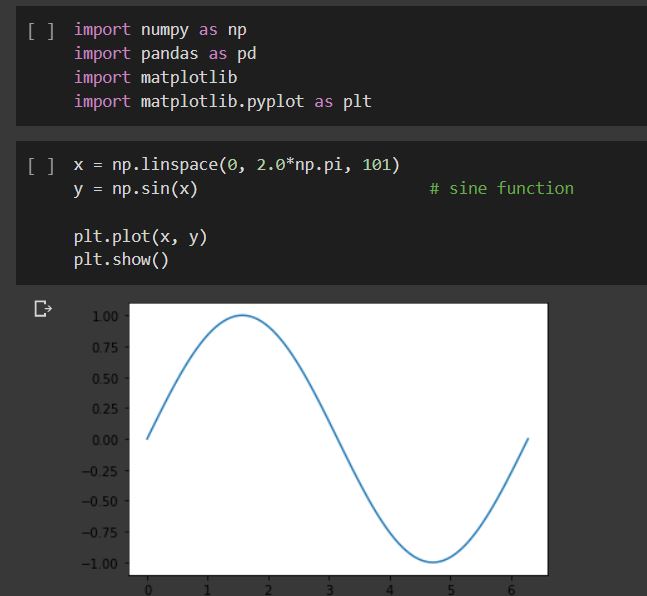 [ ] import numpy as np
import pandas as pd
import matplotlib
import matplotlib.pyplot as plt
[ ] x = np.linspace(0, 2.0*np.pi, 101)
y = np.sin(x) # sine function
plt.plot(x, y)
plt.show()
1.00
0.75
0.50
0.25
0.00
−0.25
−0.50
−0.75
−1.00
0 1 2 3 4 5 6